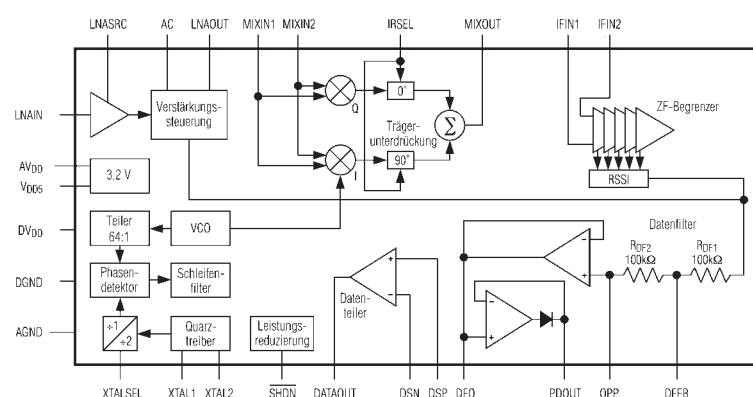 LNASRC AC LNAOUT MIXIN1 MIXIN2 IRSEL MIXOUT IFIN1 IFIN2
LNAIN
Verstärkungs-
steuerung
Q
0°
Träger-
unterdrückung
Σ
ZF-Begrenzer
I
90°
RSSI
AVDD
VDD5
3,2 V
DVDD
Teiler
64:1
VCO
Datenfilter
RDF2
100kΩ
RDF1
100kΩ
DGND
Phasen-
detektor
Schleifen-
filter
Daten-
teiler
+
-
-
+
-
+
AGND
÷1
÷2
Quarz-
treiber
Leistungs-
reduzierung
XTALSEL XTAL1 XTAL2 SHDN DATAOUT DSN DSP DFO PDOUT OPP DFFB